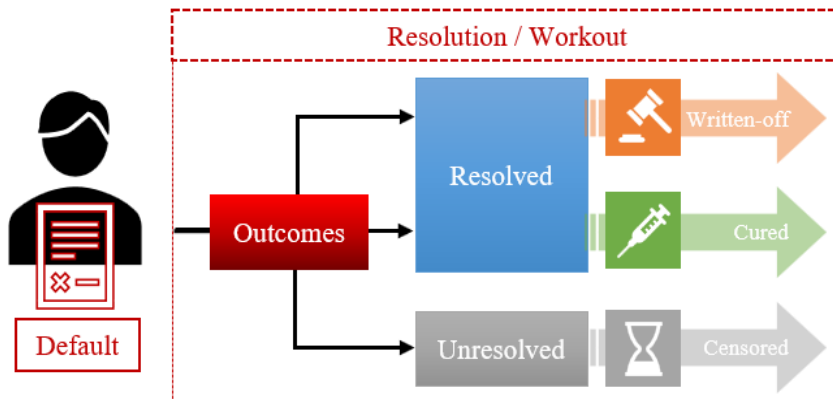 Resolution / Workout
Written-off
Resolved
Outcomes
Cured
Default
Unresolved
Censored